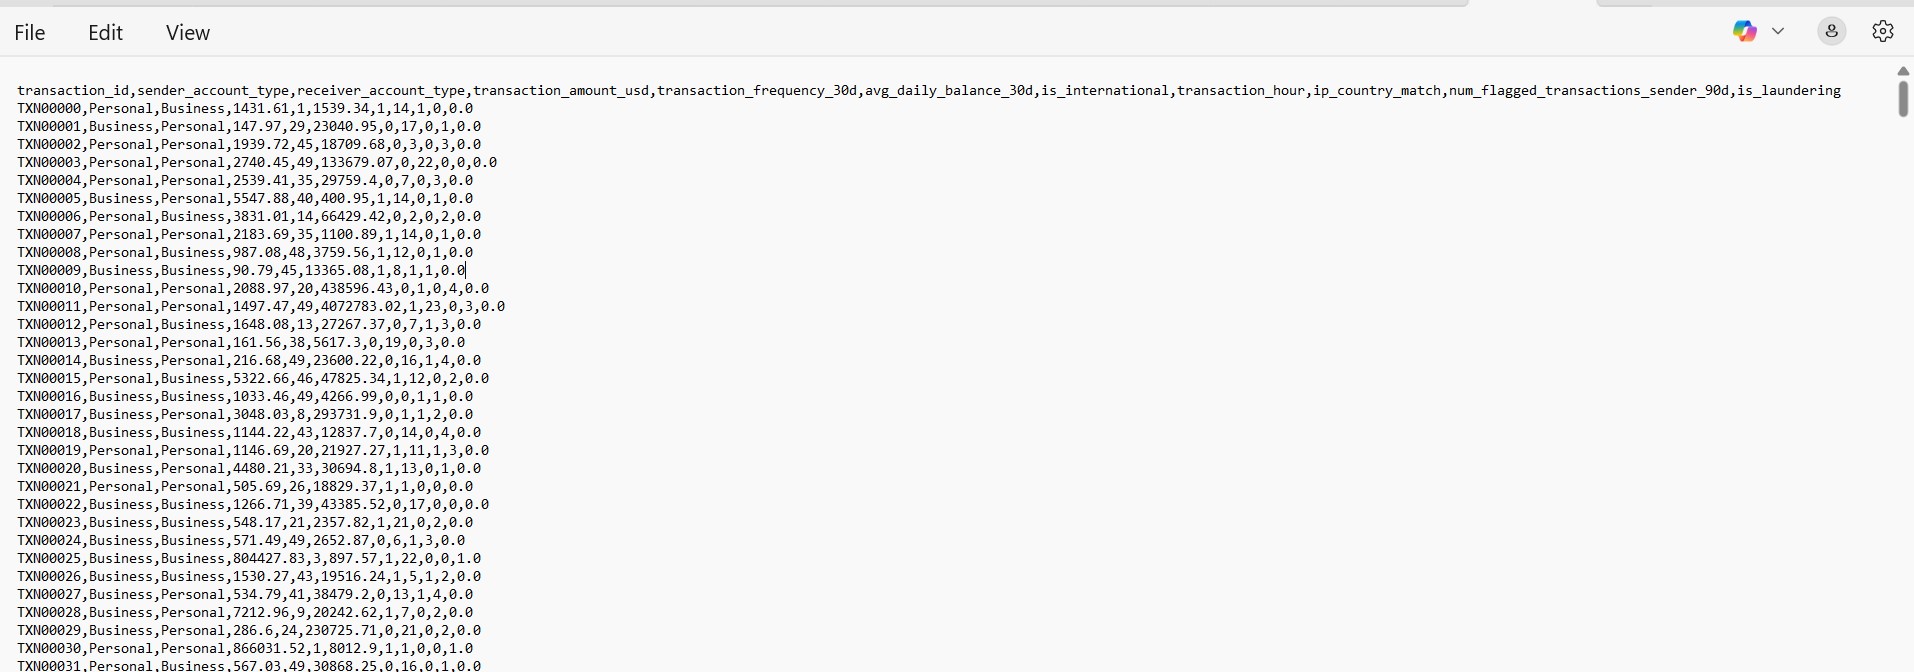 File Edit View
transaction_id,sender_account_type,receiver_account_type,transaction_amount_usd,transaction_frequency_30d,avg_daily_balance_30d,is_international,transaction_hour,ip_country_match,num_flagged_transactions_sender_90d,is_laundering
TXN00000,Personal,Business,1431.61,1,1539.34,1,14,1,0,0.0
TXN00001,Business,Personal,147.97,29,23040.95,0,17,0,1,0.0
TXN00002,Personal,Personal,1939.72,45,18709.68,0,3,0,3,0.0
TXN00003,Personal,Personal,2740.45,49,133679.07,0,22,0,0,0.0
TXN00004,Personal,Personal,2539.41,35,29759.4,0,7,0,3,0.0
TXN00005,Business,Personal,5547.88,40,400.95,1,14,0,1,0.0
TXN00006,Personal,Business,3831.01,14,66429.42,0,2,0,2,0.0
TXN00007,Personal,Personal,2183.69,35,1100.89,1,14,0,1,0.0
TXN00008,Personal,Business,987.08,48,3759.56,1,12,0,1,0.0
TXN00009,Business,Business,90.79,45,13365.08,1,8,1,1,0.0
TXN00010,Personal,Personal,2088.97,20,438596.43,0,1,0,4,0.0
TXN00011,Personal,Personal,1497.47,49,4072783.02,1,23,0,3,0.0
TXN00012,Personal,Business,1648.08,13,27267.37,0,7,1,3,0.0
TXN00013,Personal,Personal,161.56,38,5617.3,0,19,0,3,0.0
TXN00014,Business,Personal,216.68,49,23600.22,0,16,1,4,0.0
TXN00015,Personal,Business,5322.66,46,47825.34,1,12,0,2,0.0
TXN00016,Business,Business,1033.46,49,4266.99,0,0,1,1,0.0
TXN00017,Business,Personal,3048.03,8,293731.9,0,1,1,2,0.0
TXN00018,Business,Business,1144.22,43,12837.7,0,14,0,4,0.0
TXN00019,Personal,Personal,1146.69,20,21927.27,1,11,1,3,0.0
TXN00020,Business,Personal,4480.21,33,30694.8,1,13,0,1,0.0
TXN00021,Personal,Personal,505.69,26,18829.37,1,1,0,0,0.0
TXN00022,Business,Business,1266.71,39,43385.52,0,17,0,0,0.0
TXN00023,Business,Business,548.17,21,2357.82,1,21,0,2,0.0
TXN00024,Business,Business,571.49,49,2652.87,0,6,1,3,0.0
TXN00025,Business,Business,804427.83,3,897.57,1,22,0,0,1.0
TXN00026,Business,Business,1530.27,43,19516.24,1,5,1,2,0.0
TXN00027,Business,Personal,534.79,41,38479.2,0,13,1,4,0.0
TXN00028,Business,Personal,7212.96,9,20242.62,1,7,0,2,0.0
TXN00029,Business,Personal,286.6,24,230725.71,0,21,0,2,0.0
TXN00030,Personal,Personal,866031.52,1,8012.9,1,1,0,0,1.0
TXN00031,Personal,Business,567.03,49,30868.25,0,16,0,1,0.0